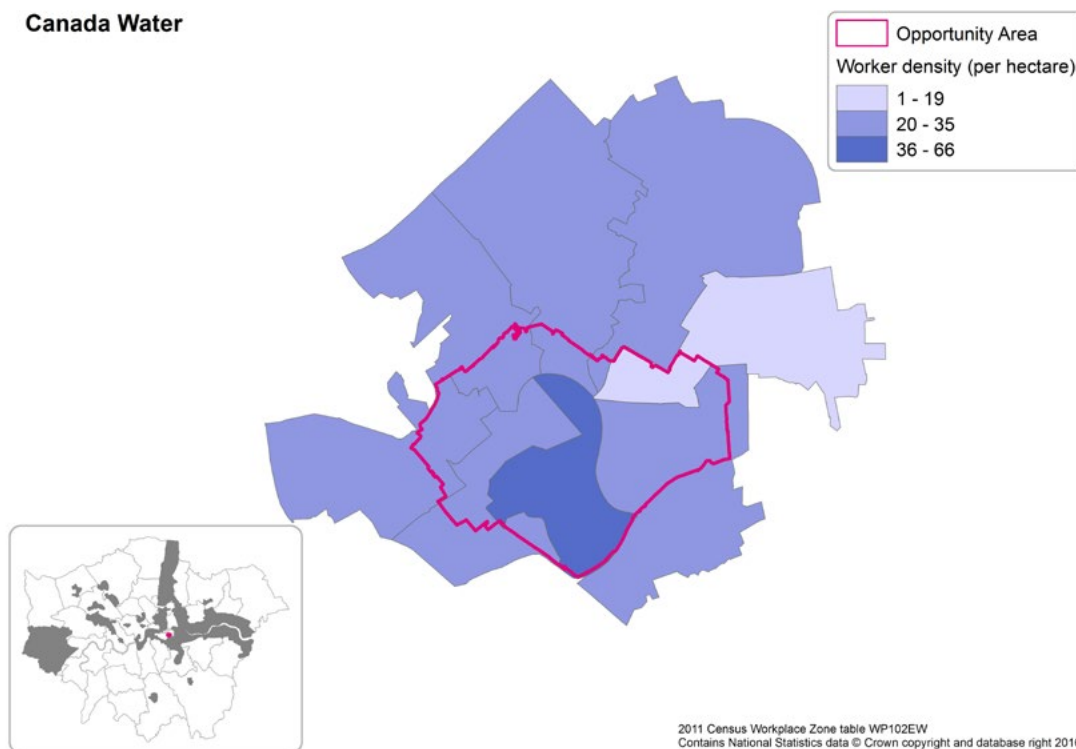 Canada Water
Opportunity Area
Worker density (per hectare)
1 - 19
20 - 35
36 - 66
2011 Census Workplace Zone table WP102EW
Contains National Statistics data © Crown copyright and database right 2016